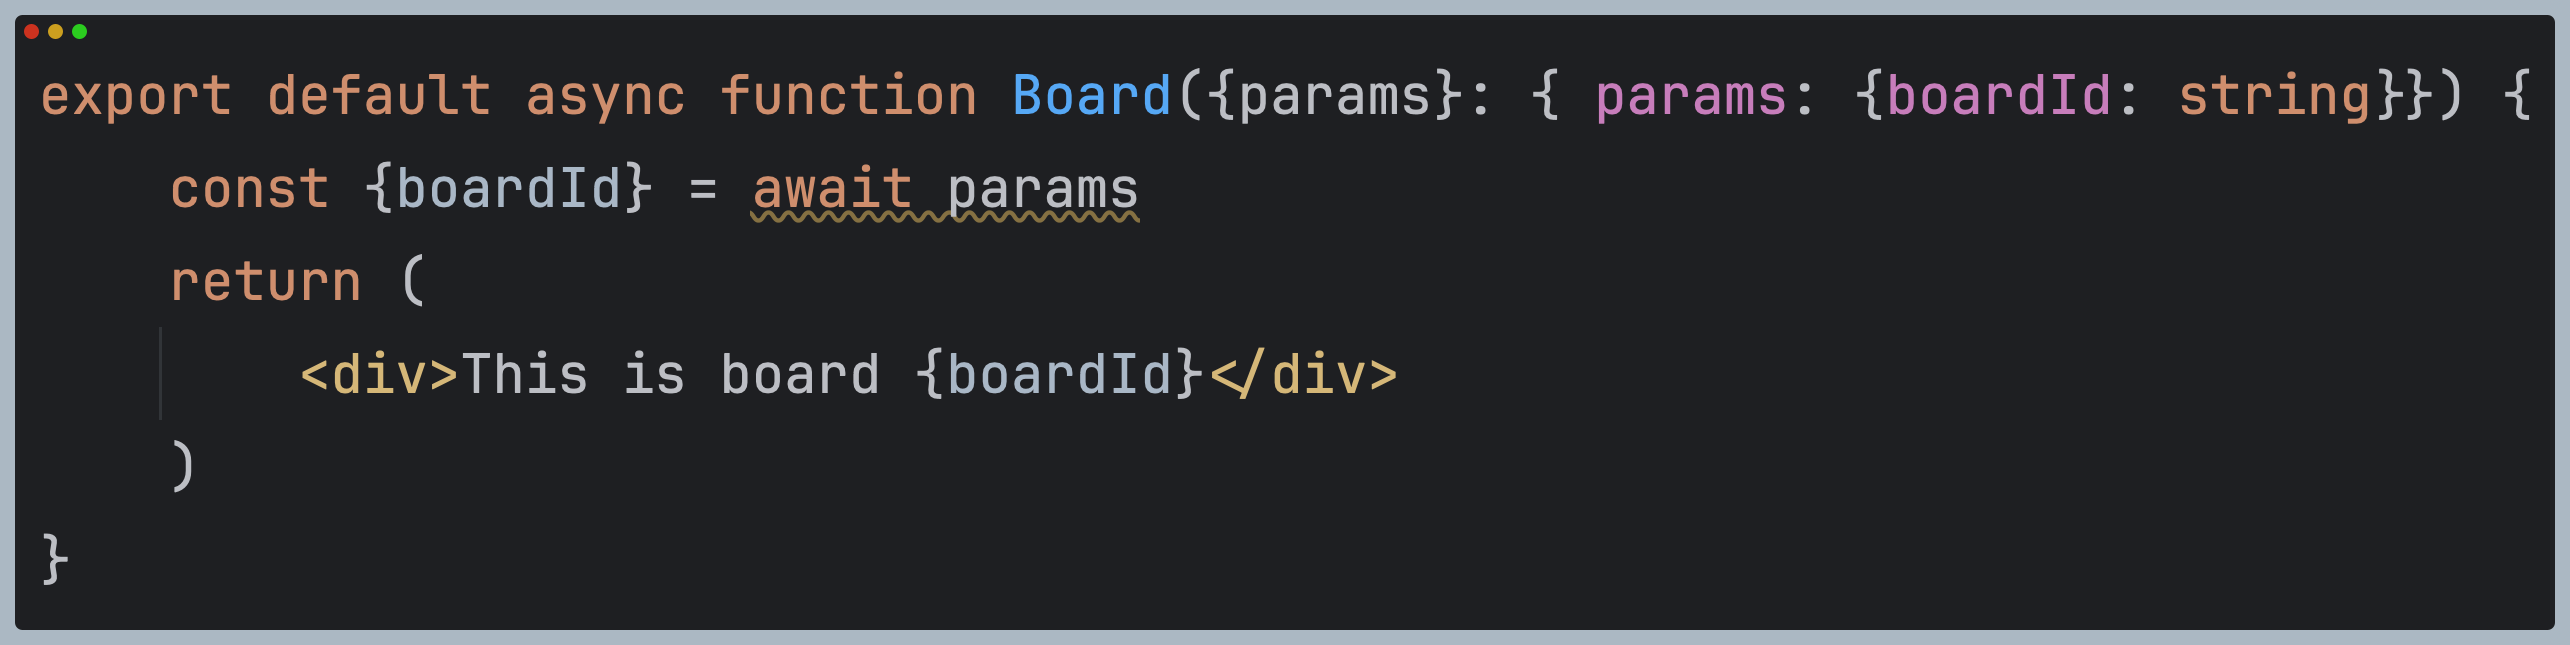 export default async function Board({params}: { params: {boardId: string}}) {
    const {boardId} = await params
    return (
        <div>This is board {boardId}</div>
    )
}